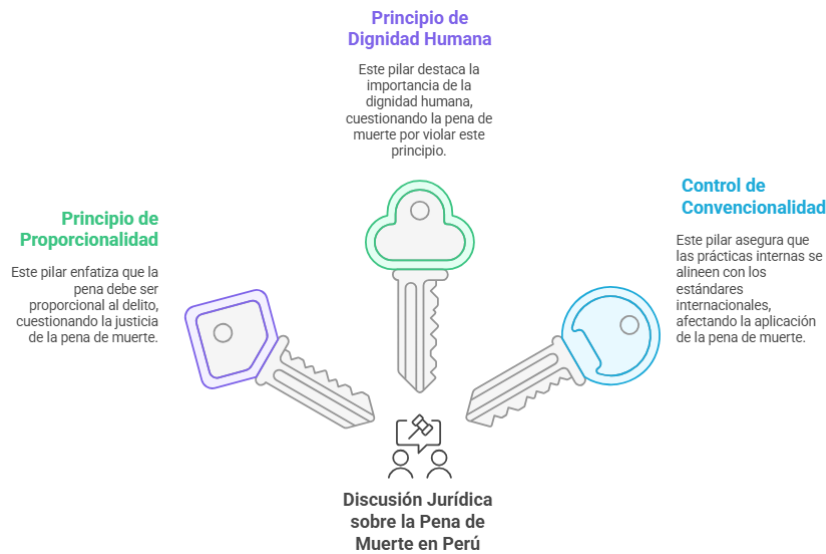 Principio de
Dignidad Humana
Este pilar destaca la
importancia de la
dignidad humana,
cuestionando la pena de
muerte por violar este
principio.
Principio de
Proporcionalidad
Este pilar enfatiza que la
pena debe ser
proporcional al delito,
cuestionando la justicia
de la pena de muerte.
Control de
Convencionalidad
Este pilar asegura que
las prácticas internas se
alineen con los
estándares
internacionales,
afectando la aplicación
de la pena de muerte.
Discusión Jurídica
sobre la Pena de
Muerte en Perú